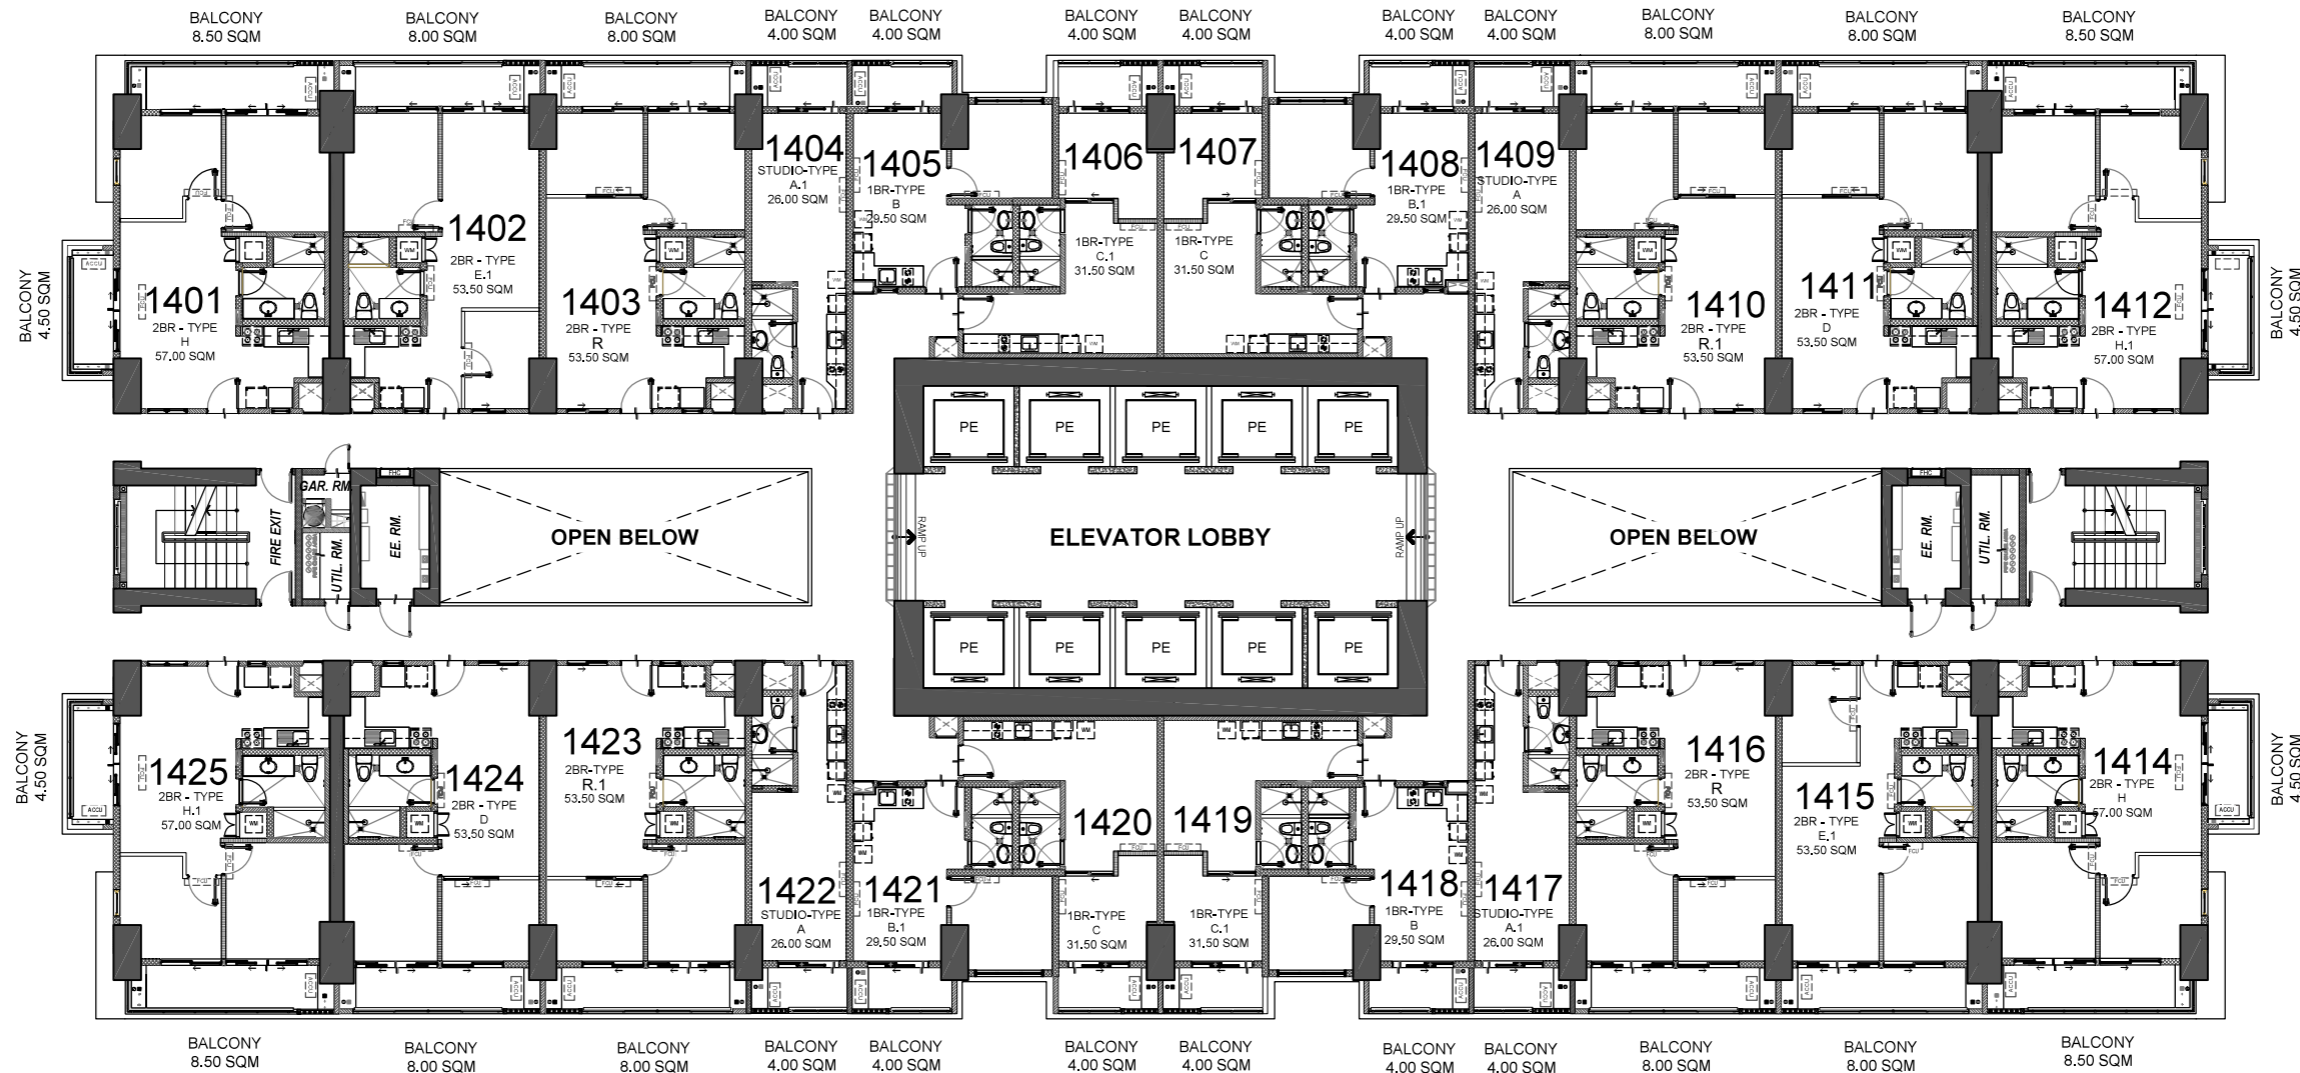 BALCONY
8.50 SQM
BALCONY
8.00 SQM
BALCONY
8.00 SQM
BALCONY
4.00 SQM
BALCONY
4.00 SQM
BALCONY
4.00 SQM
BALCONY
4.00 SQM
BALCONY
4.00 SQM
BALCONY
4.00 SQM
BALCONY
8.00 SQM
BALCONY
8.00 SQM
BALCONY
8.50 SQM
BALCONY
4.50 SQM
1401
2BR - TYPE
H
57.00 SQM
1402
2BR - TYPE
E.1
53.50 SQM
1403
2BR - TYPE
R
53.50 SQM
1404
STUDIO-TYPE
A.1
26.00 SQM
1405
1BR-TYPE
B
29.50 SQM
1406
1BR-TYPE
C.1
31.50 SQM
1407
1BR-TYPE
C
31.50 SQM
1408
1BR-TYPE
B.1
29.50 SQM
1409
STUDIO-TYPE
A
26.00 SQM
1410
2BR - TYPE
R.1
53.50 SQM
1411
2BR - TYPE
D
53.50 SQM
1412
2BR - TYPE
H.1
57.00 SQM
BALCONY
4.50 SQM
PE
PE
PE
PE
PE
FIRE EXIT
GAR. RM.
UTIL. RM.
FHC
EE. RM.
OPEN BELOW
RAMP UP
ELEVATOR LOBBY
RAMP UP
OPEN BELOW
FHC
EE. RM.
UTIL. RM.
PE
PE
PE
PE
PE
BALCONY
4.50 SQM
1425
2BR - TYPE
H.1
57.00 SQM
1424
2BR - TYPE
D
53.50 SQM
1423
2BR-TYPE
R.1
53.50 SQM
1422
STUDIO-TYPE
A
26.00 SQM
1421
1BR-TYPE
B.1
29.50 SQM
1420
1BR-TYPE
C
31.50 SQM
1419
1BR-TYPE
C.1
31.50 SQM
1418
1BR-TYPE
B
29.50 SQM
1417
STUDIO-TYPE
A.1
26.00 SQM
1416
2BR - TYPE
R
53.50 SQM
1415
2BR - TYPE
E.1
53.50 SQM
1414
2BR - TYPE
H
57.00 SQM
BALCONY
4.50 SQM
BALCONY
8.50 SQM
BALCONY
8.00 SQM
BALCONY
8.00 SQM
BALCONY
4.00 SQM
BALCONY
4.00 SQM
BALCONY
4.00 SQM
BALCONY
4.00 SQM
BALCONY
4.00 SQM
BALCONY
4.00 SQM
BALCONY
8.00 SQM
BALCONY
8.00 SQM
BALCONY
8.50 SQM